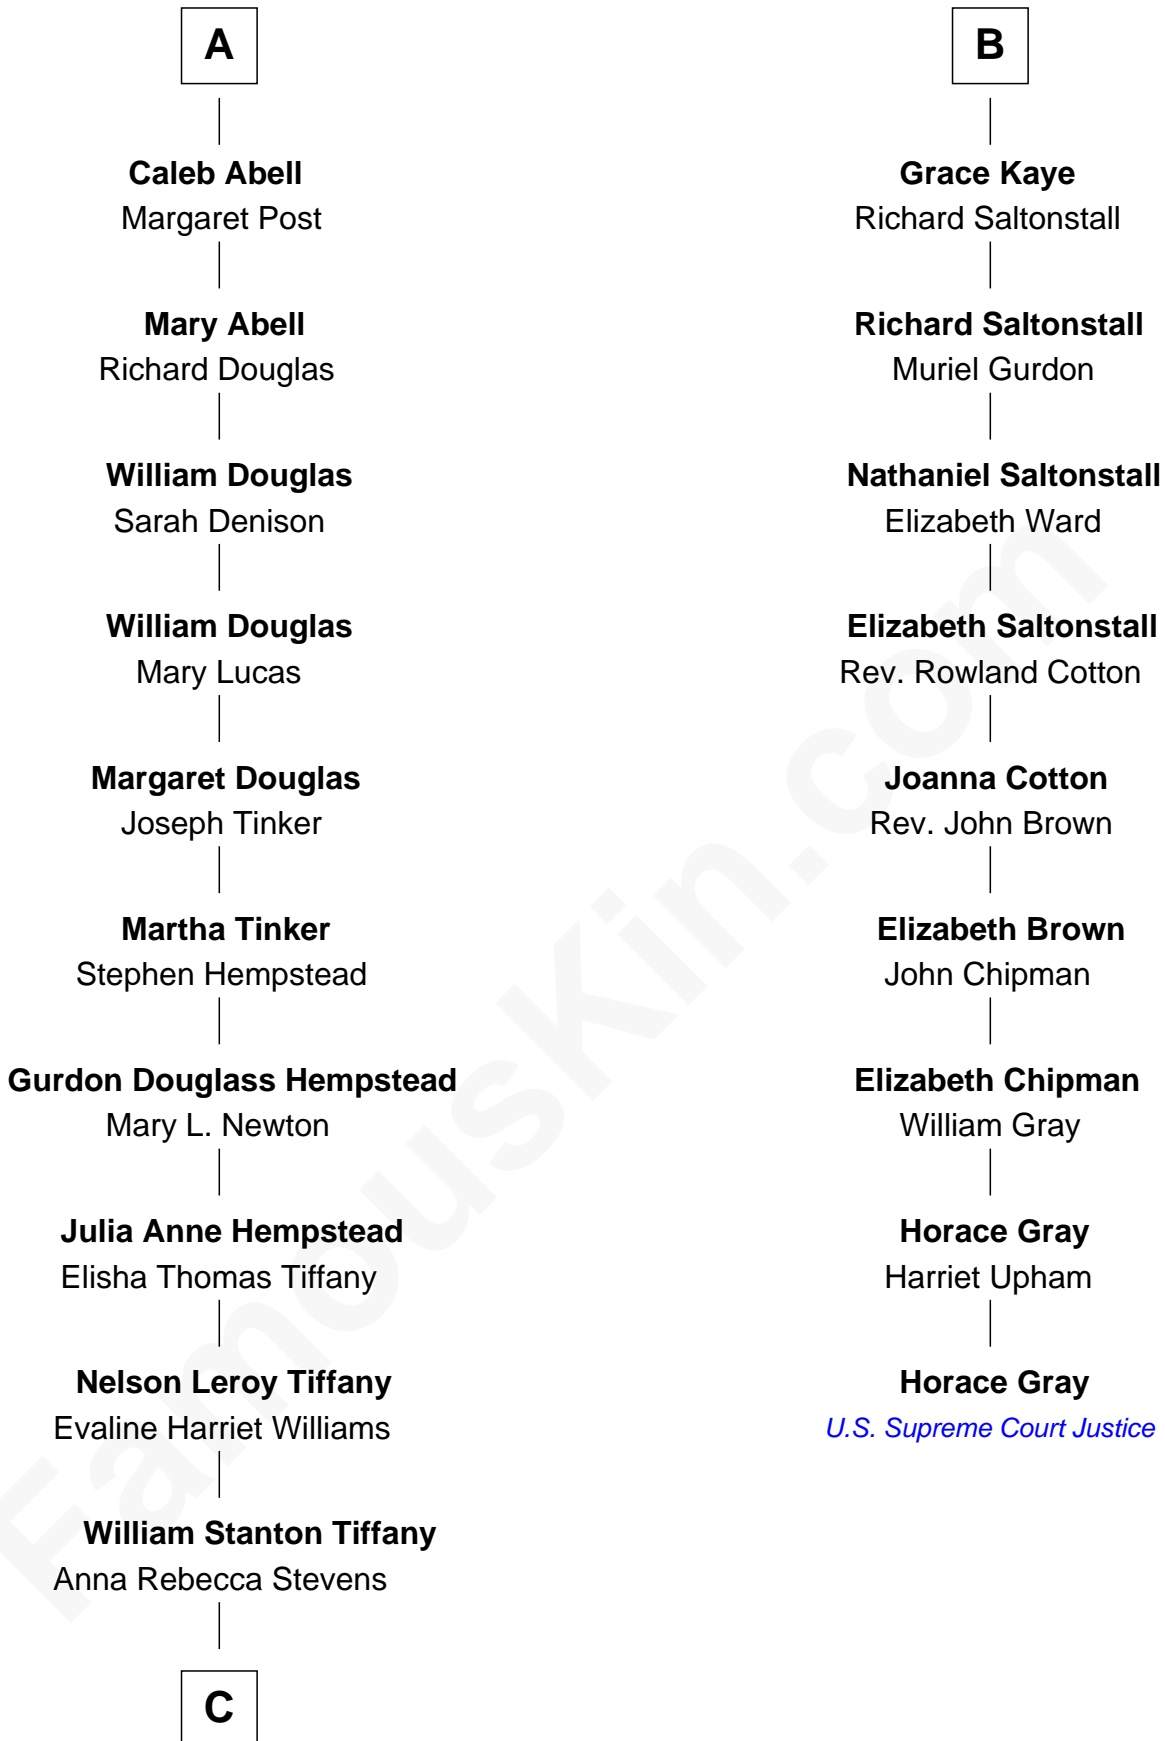 A
Caleb Abell
Margaret Post
Mary Abell
Richard Douglas
William Douglas
Sarah Denison
William Douglas
Mary Lucas
Margaret Douglas
Joseph Tinker
Martha Tinker
Stephen Hempstead
Gurdon Douglass Hempstead
Mary L. Newton
Julia Anne Hempstead
Elisha Thomas Tiffany
Nelson Leroy Tiffany
Evaline Harriet Williams
William Stanton Tiffany
Anna Rebecca Stevens
C
B
Grace Kaye
Richard Saltonstall
Richard Saltonstall
Muriel Gurdon
Nathaniel Saltonstall
Elizabeth Ward
Elizabeth Saltonstall
Rev. Rowland Cotton
Joanna Cotton
Rev. John Brown
Elizabeth Brown
John Chipman
Elizabeth Chipman
William Gray
Horace Gray
Harriet Upham
Horace Gray
U.S. Supreme Court Justice
FamousKin.com